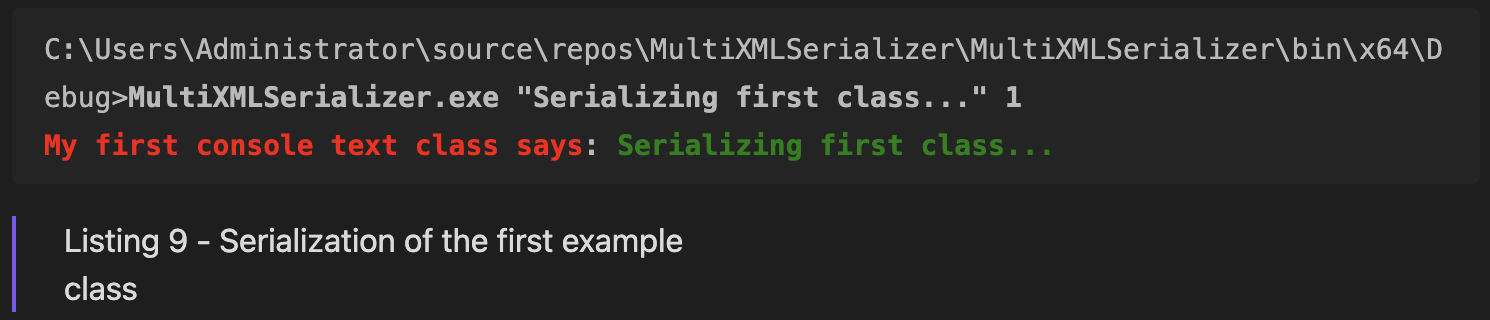 C:\Users\Administrator\source\repos\MultiXMLSerializer\MultiXMLSerializer\bin\x64\D
ebug>MultiXMLSerializer.exe "Serializing first class..." 1
My first console text class says: Serializing first class...
Listing 9 - Serialization of the first example
class